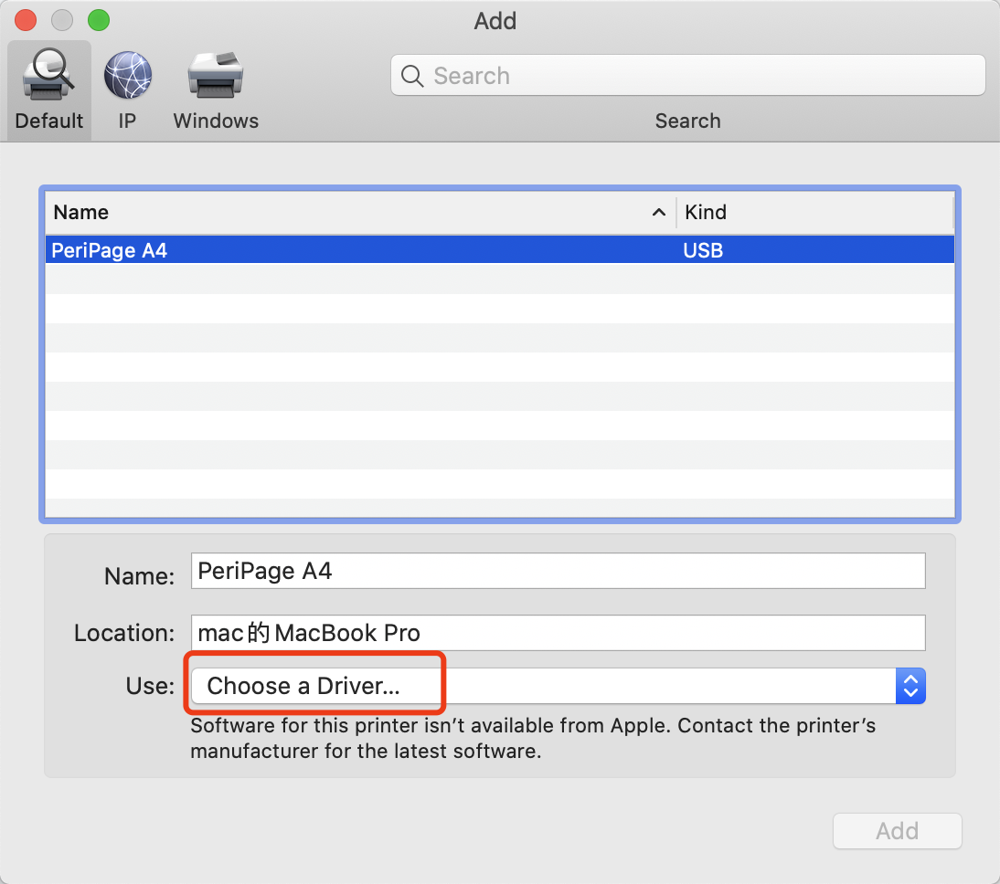 Add
Default
IP
Windows
Search
Search
Name
Kind
PeriPage A4
USB
Name:
PeriPage A4
Location:
mac的MacBook Pro
Use:
Choose a Driver...
Software for this printer isn’t available from Apple. Contact the printer’s
manufacturer for the latest software.
Add